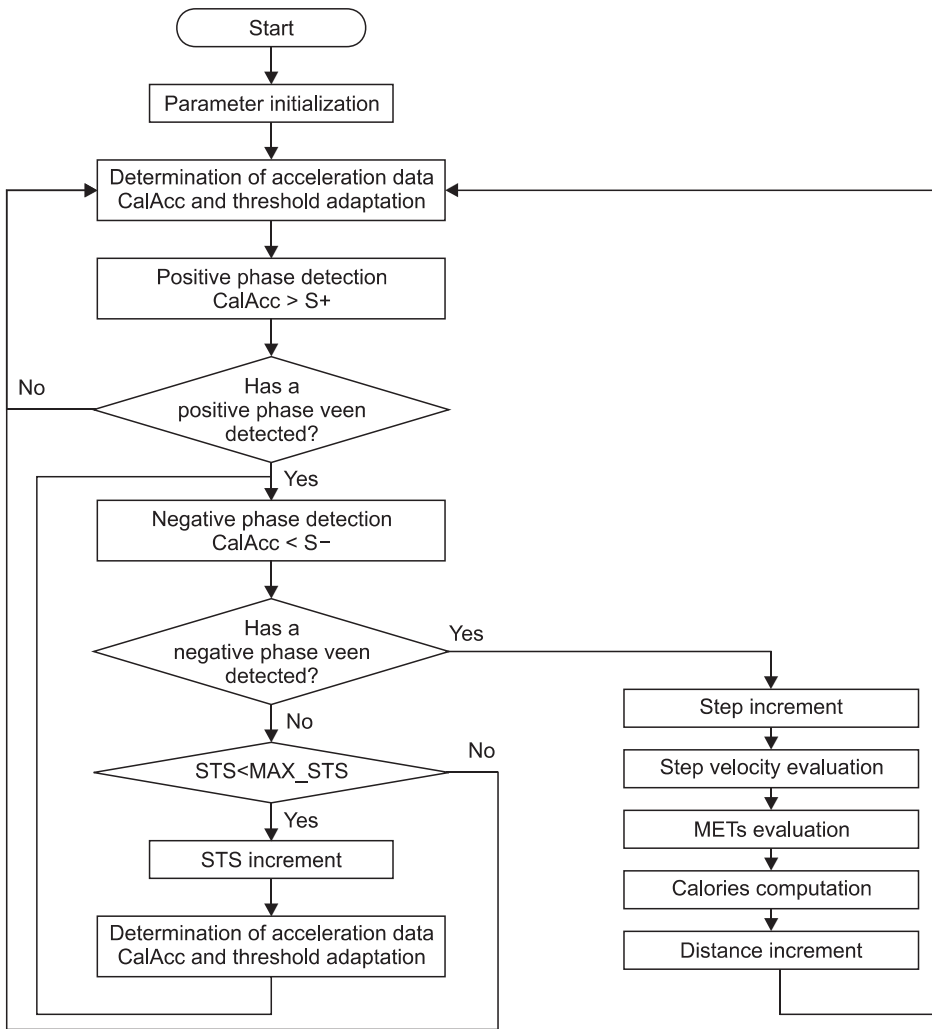 Start
Parameter initialization
Determination of acceleration data
CalAcc and threshold adaptation
Positive phase detection
CalAcc > S+
No
Has a
positive phase veen
detected?
Yes
Negative phase detection
CalAcc < S−
Has a
negative phase veen
detected?
Yes
No
STS<MAX_STS
No
Yes
STS increment
Determination of acceleration data
CalAcc and threshold adaptation
Step increment
Step velocity evaluation
METs evaluation
Calories computation
Distance increment